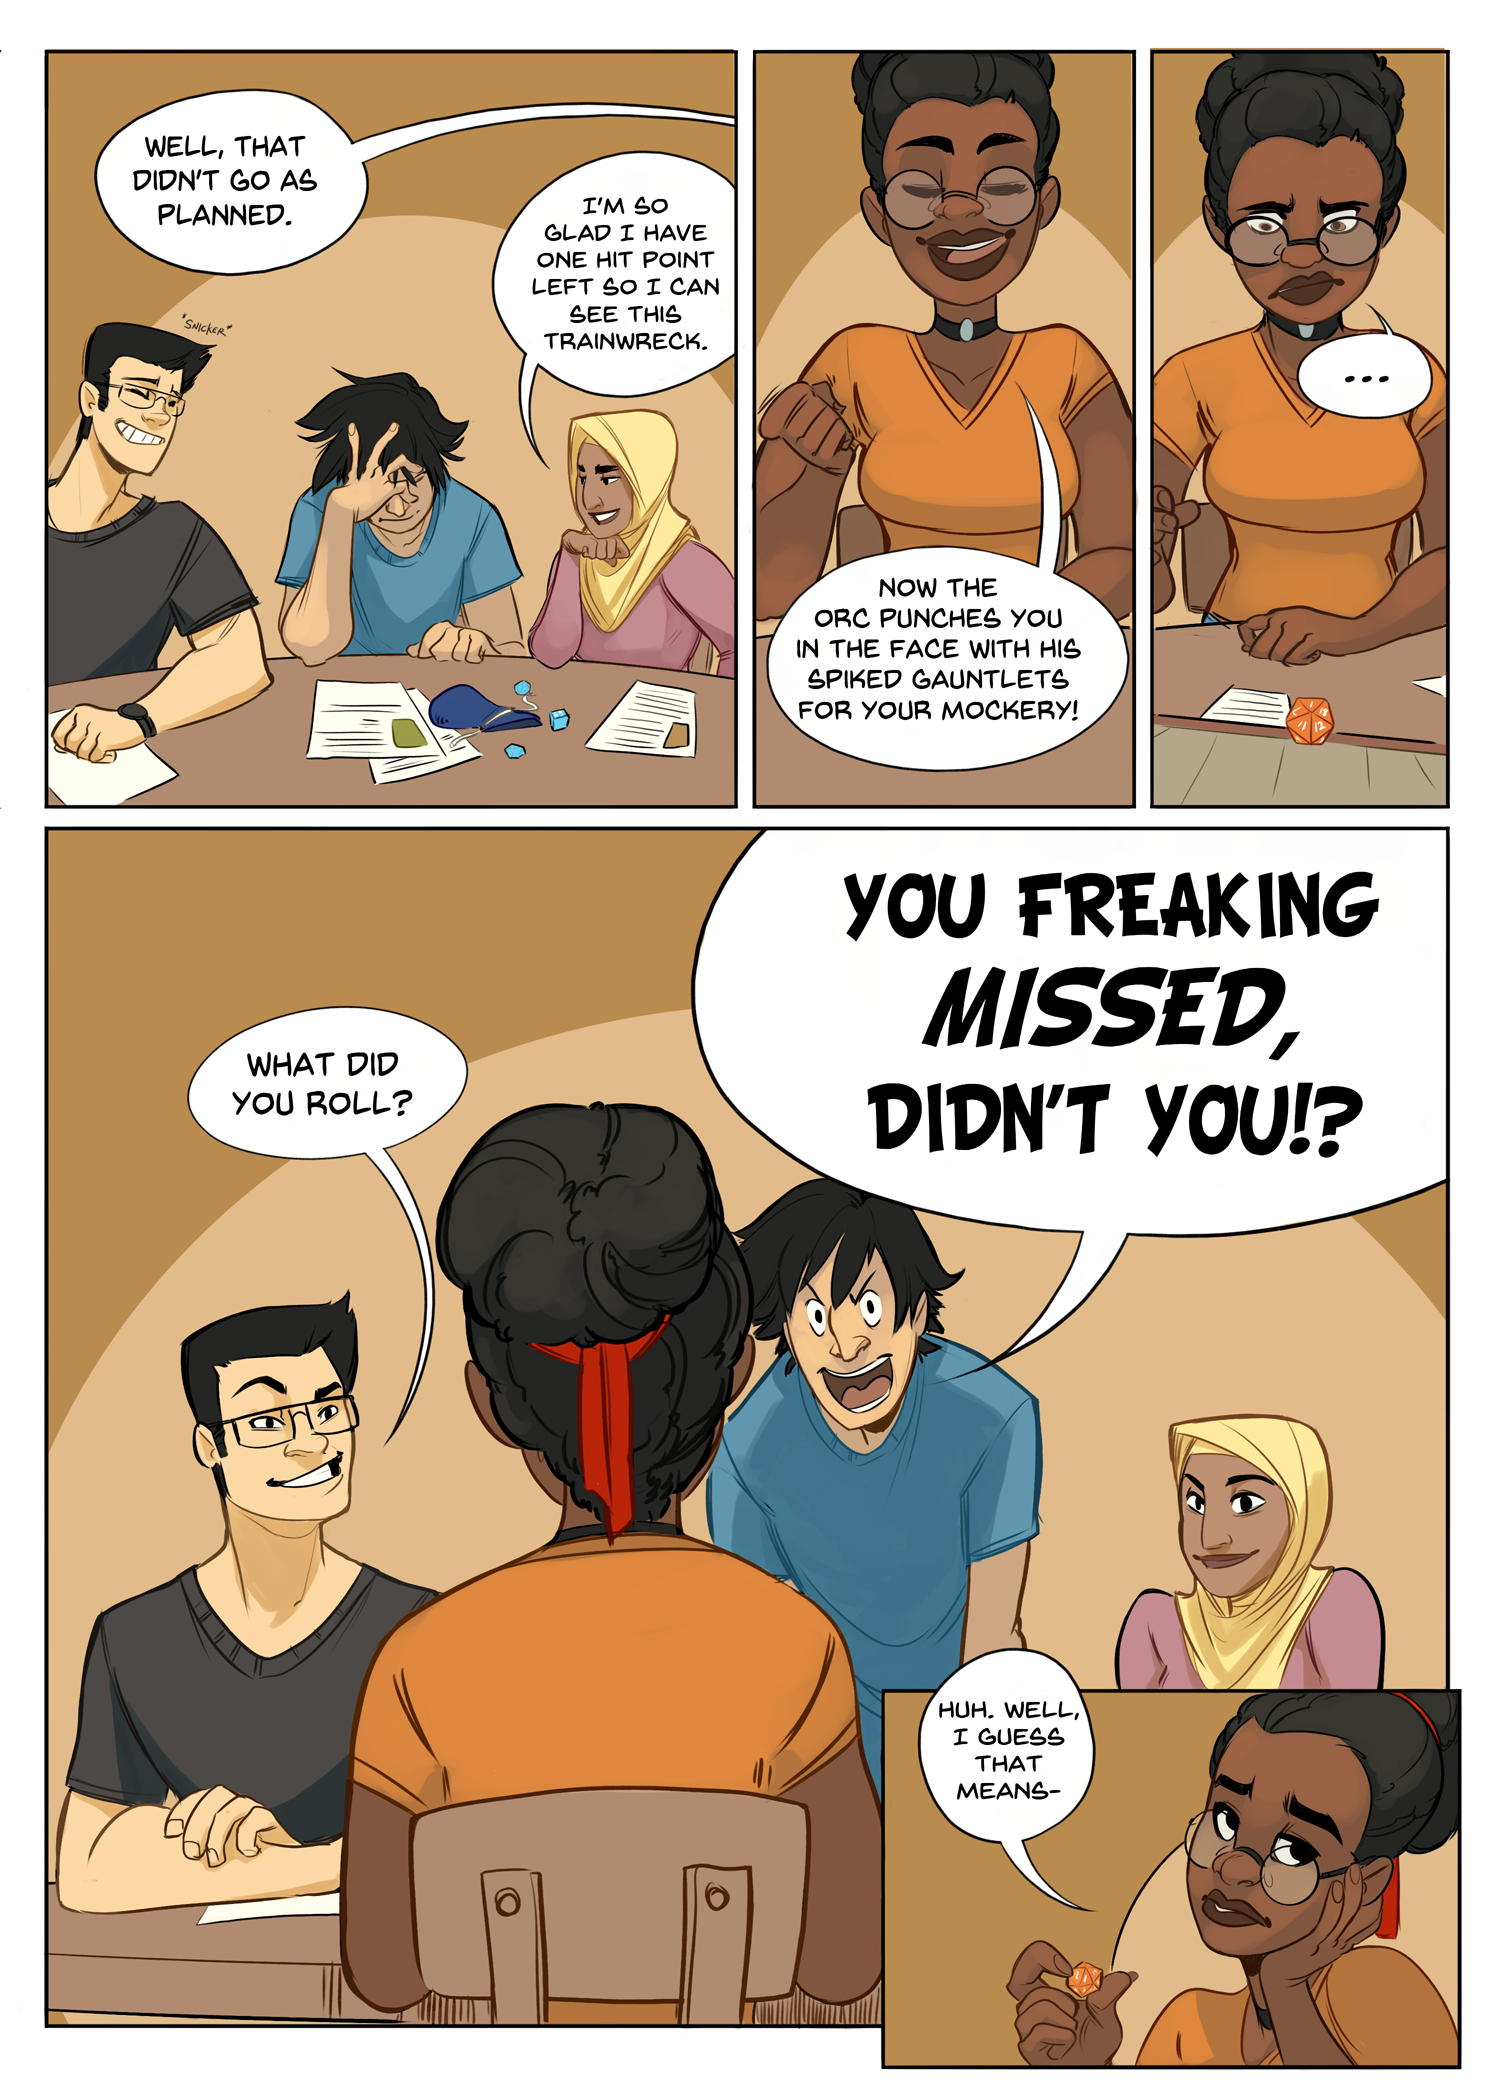 WELL, THAT
DIDN'T GO AS
PLANNED.
*SNICKER*
I'M SO
GLAD I HAVE
ONE HIT POINT
LEFT SO I CAN
SEE THIS
TRAINWRECK.
NOW THE
ORC PUNCHES YOU
IN THE FACE WITH HIS
SPIKED GAUNTLETS
FOR YOUR MOCKERY!
...
WHAT DID
YOU ROLL?
YOU FREAKING
MISSED,
DIDN'T YOU!?
HUH. WELL,
I GUESS
THAT
MEANS-